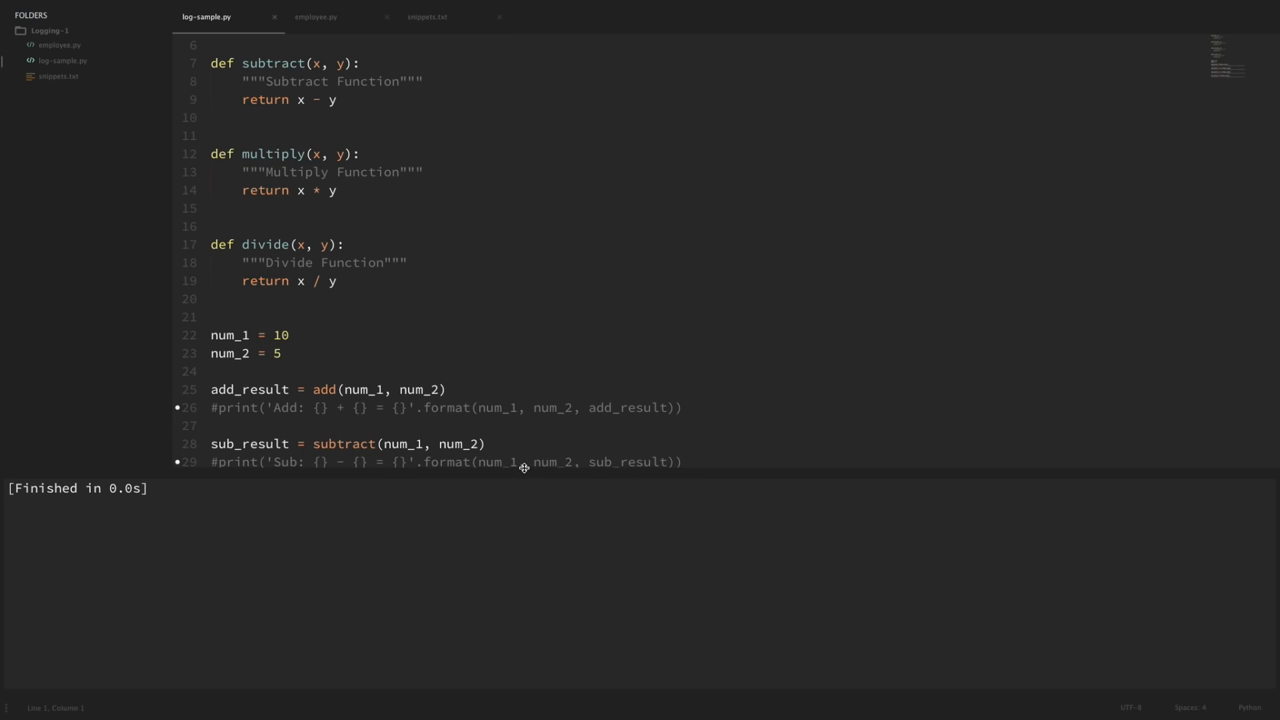 FOLDERS
Logging-1
employee.py
log-sample.py
snippets.txt
log-sample.py × employee.py × snippets.txt ×
6
7 def subtract(x, y):
8 """Subtract Function"""
9 return x - y
10
11
12 def multiply(x, y):
13 """Multiply Function"""
14 return x * y
15
16
17 def divide(x, y):
18 """Divide Function"""
19 return x / y
20
21
22 num_1 = 10
23 num_2 = 5
24
25 add_result = add(num_1, num_2)
26 #print('Add: {} + {} = {}'.format(num_1, num_2, add_result))
27
28 sub_result = subtract(num_1, num_2)
29 #print('Sub: {} - {} = {}'.format(num_1, num_2, sub_result))
[Finished in 0.0s]
Line 1, Column 1 UTF-8 Spaces: 4 Python